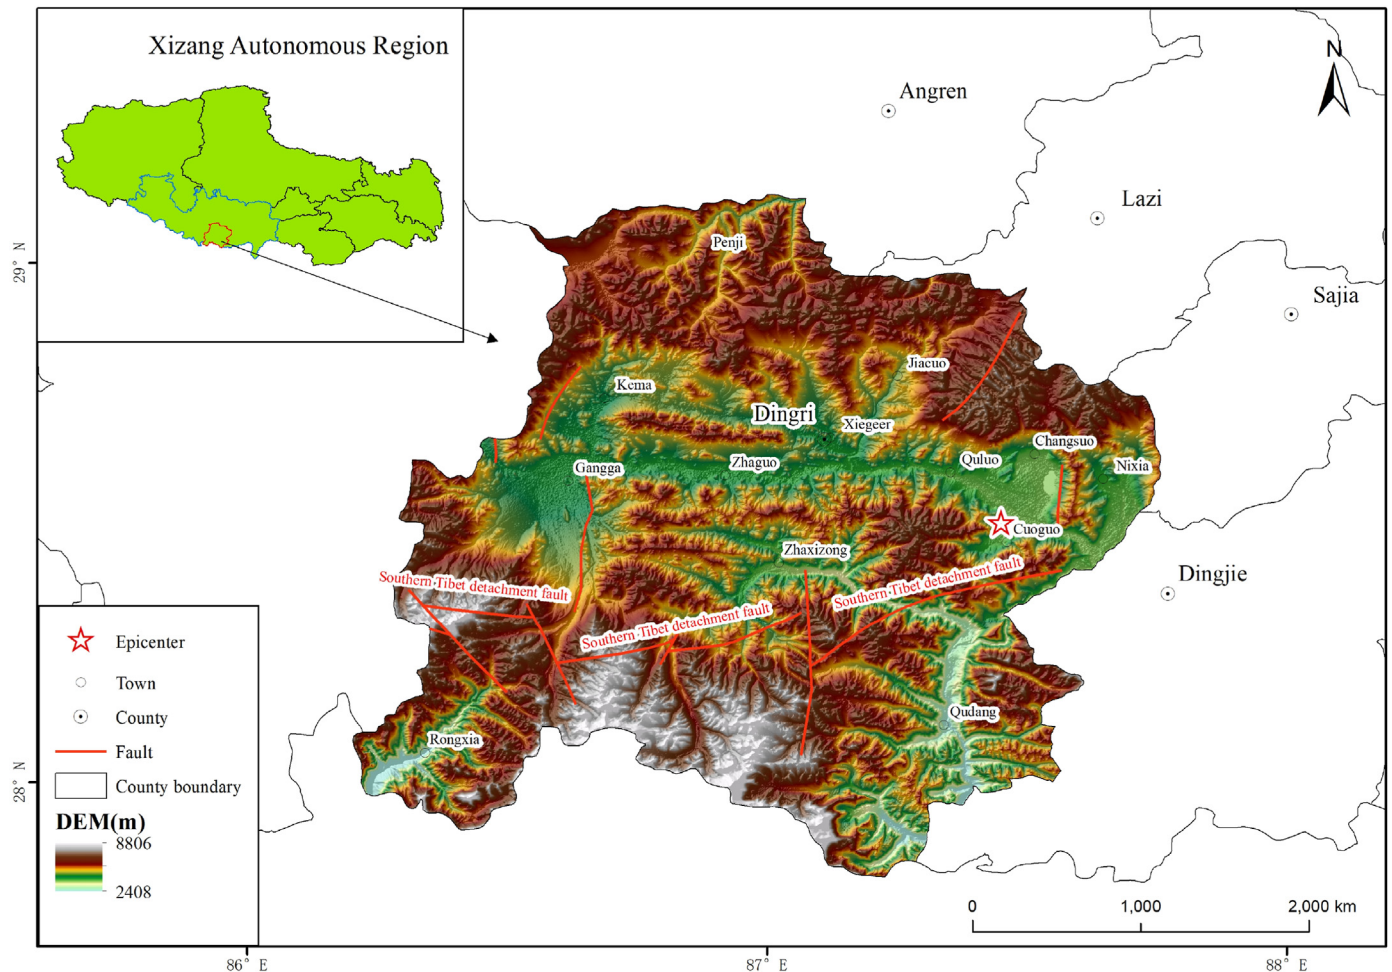 Xizang Autonomous Region
N
Angren
Lazi
Sajia
29° N
Penji
Jiacuo
Kema
Dingri
Xiegeer
Changsuo
Gangga
Zhaguo
Quluo
Nixia
Cuoguo
Zhaxizong
Dingjie
Southern Tibet detachment fault
Southern Tibet detachment fault
Southern Tibet detachment fault
Qudang
Rongxia
28° N
Epicenter
Town
County
Fault
County boundary
DEM(m)
8806
2408
0 1,000 2,000 km
86° E 87° E 88° E